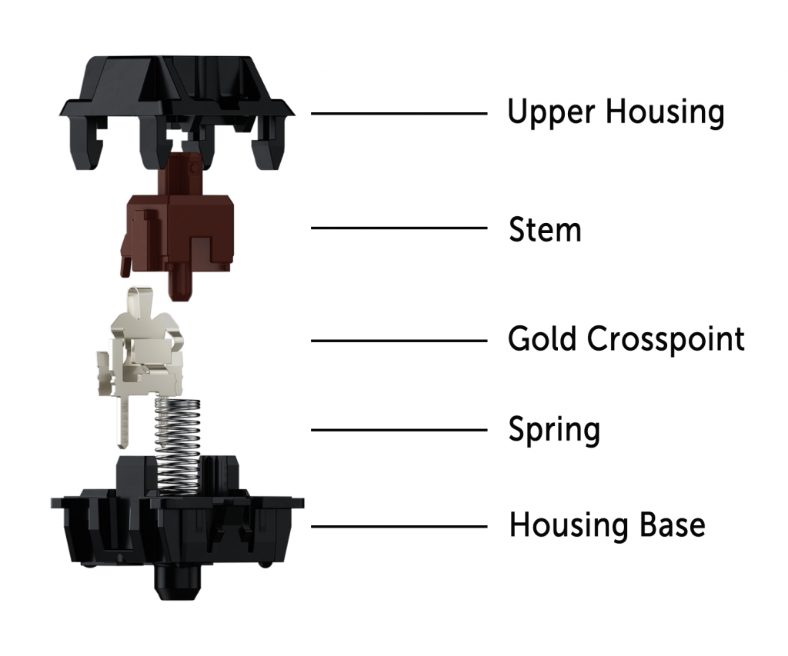 Upper Housing
Stem
Gold Crosspoint
Spring
Housing Base